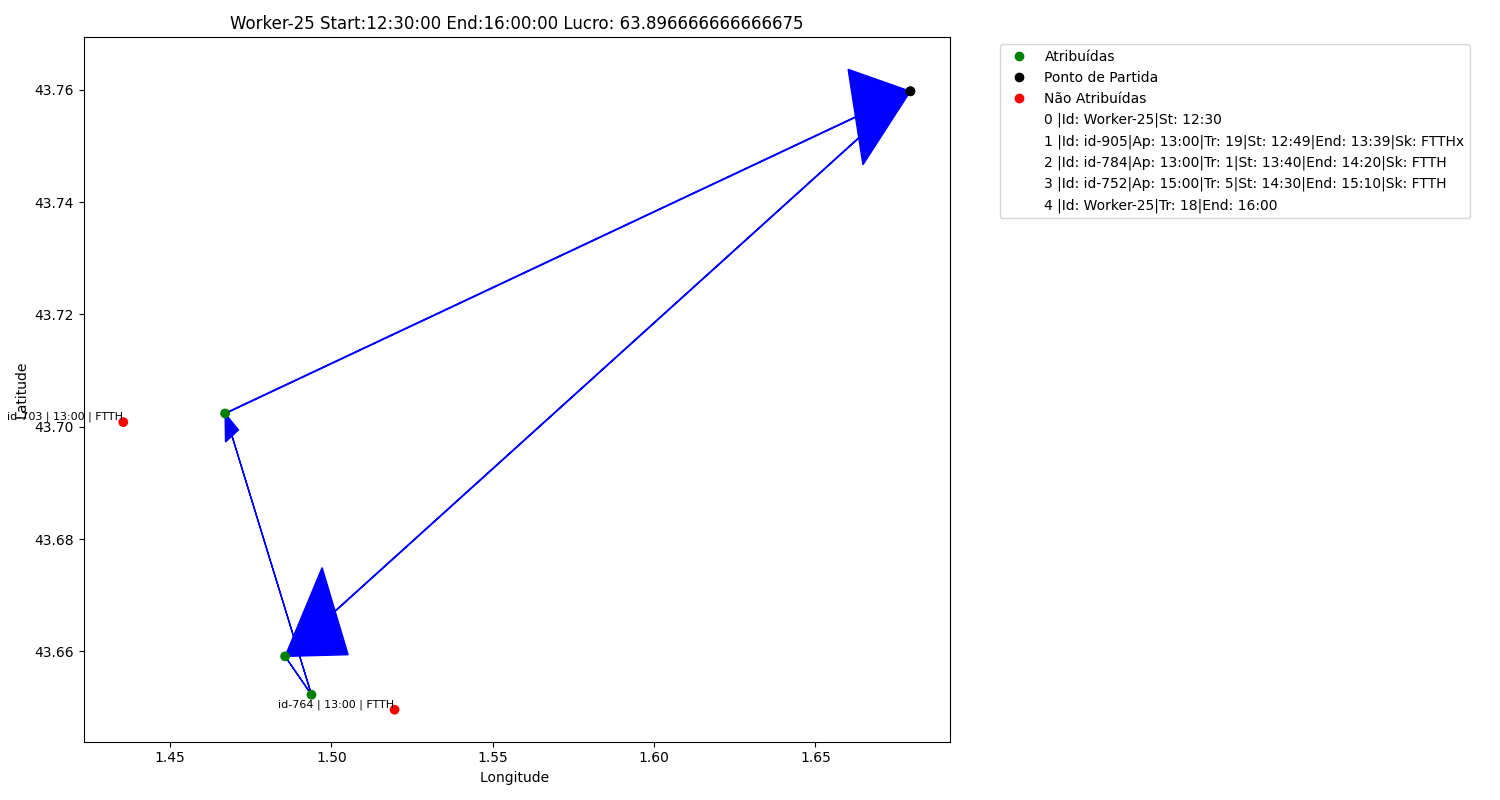 Worker-25 Start:12:30:00 End:16:00:00 Lucro: 63.896666666666675
Atribuídas
Ponto de Partida
Não Atribuídas
0 |Id: Worker-25|St: 12:30
1 |Id: id-905|Ap: 13:00|Tr: 19|St: 12:49|End: 13:39|Sk: FTTHx
2 |Id: id-784|Ap: 13:00|Tr: 1|St: 13:40|End: 14:20|Sk: FTTH
3 |Id: id-752|Ap: 15:00|Tr: 5|St: 14:30|End: 15:10|Sk: FTTH
4 |Id: Worker-25|Tr: 18|End: 16:00
43.76
43.74
43.72
43.70
43.68
43.66
Latitude
id-703 | 13:00 | FTTH
id-764 | 13:00 | FTTH
1.45
1.50
1.55
1.60
1.65
Longitude